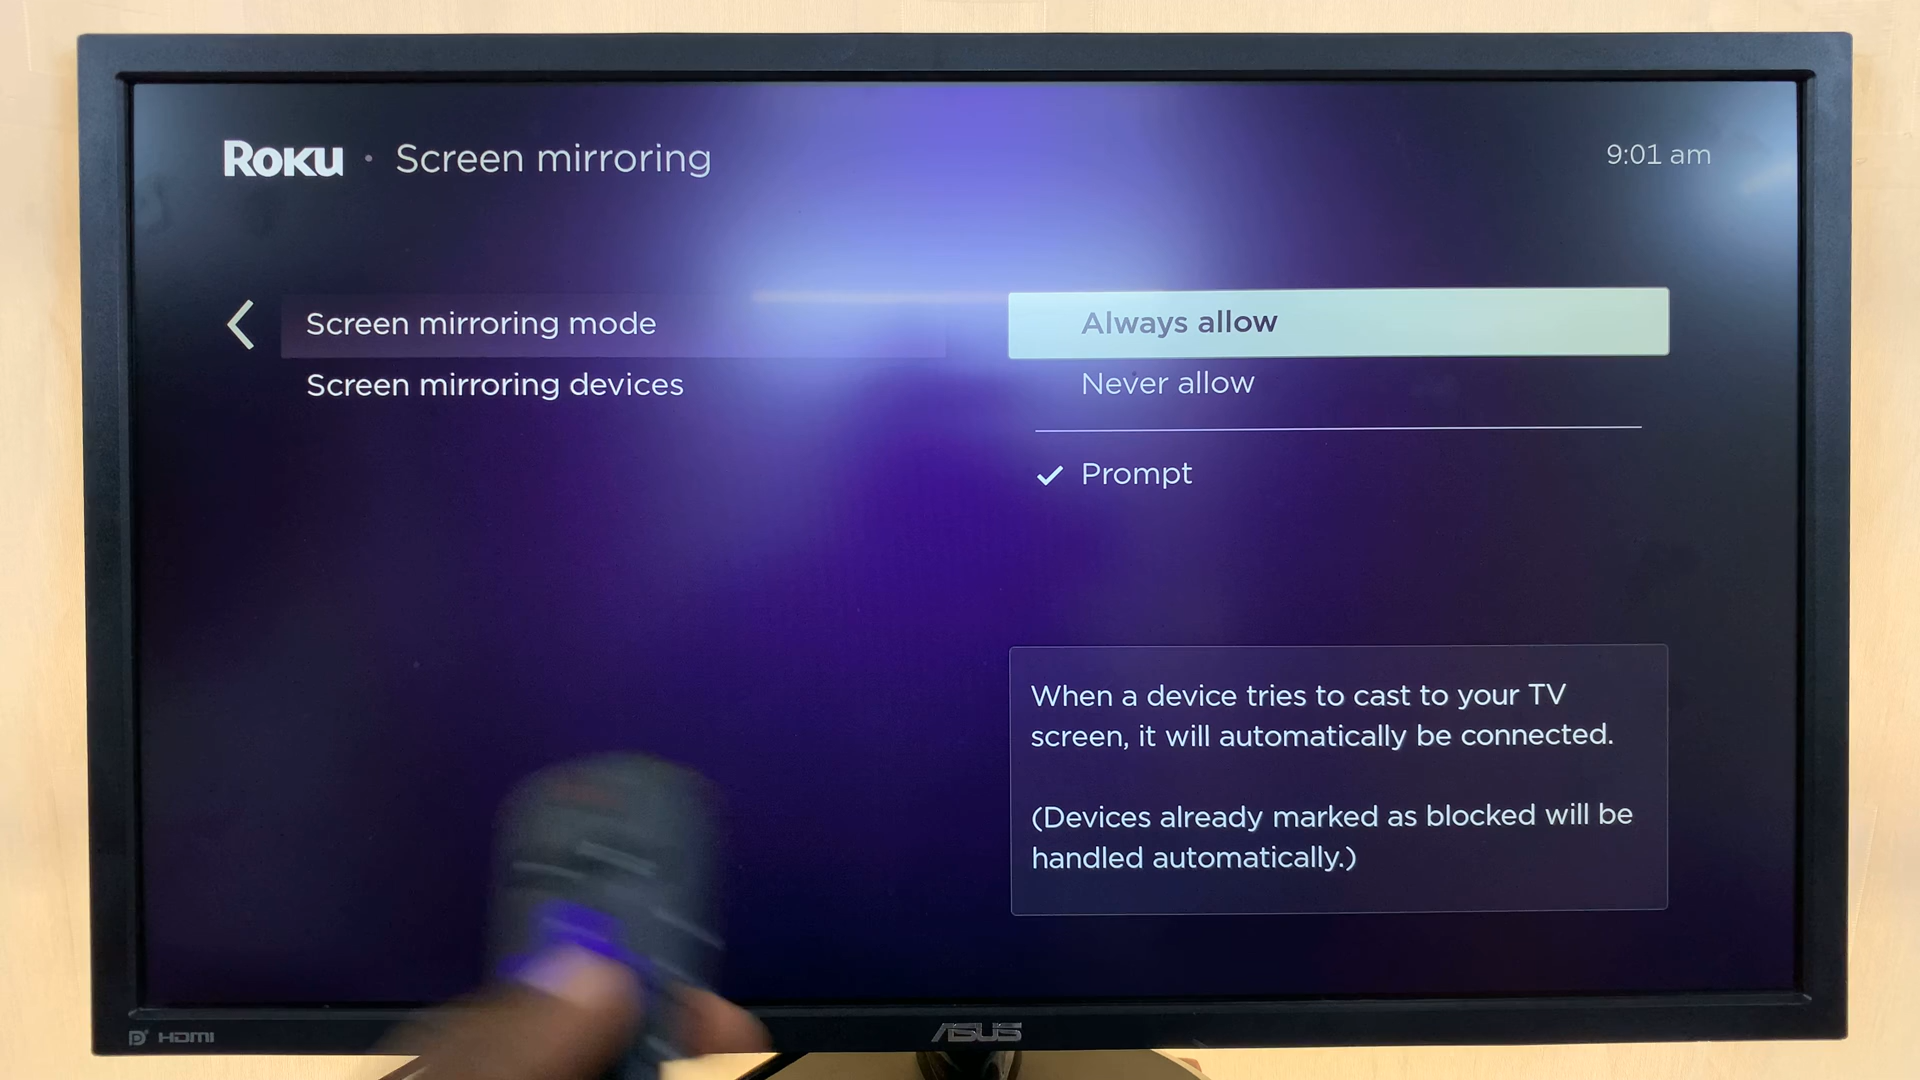 Roku • Screen mirroring
9:01 am
Screen mirroring mode
Screen mirroring devices
Always allow
Never allow
Prompt
When a device tries to cast to your TV
screen, it will automatically be connected.
(Devices already marked as blocked will be
handled automatically.)
HDMI
ASUS